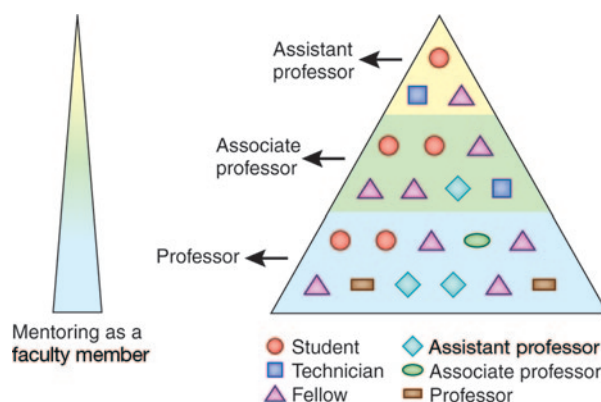 Assistant
professor
Associate
professor
Professor
Mentoring as a
faculty member
Student
Assistant professor
Technician
Associate professor
Fellow
Professor